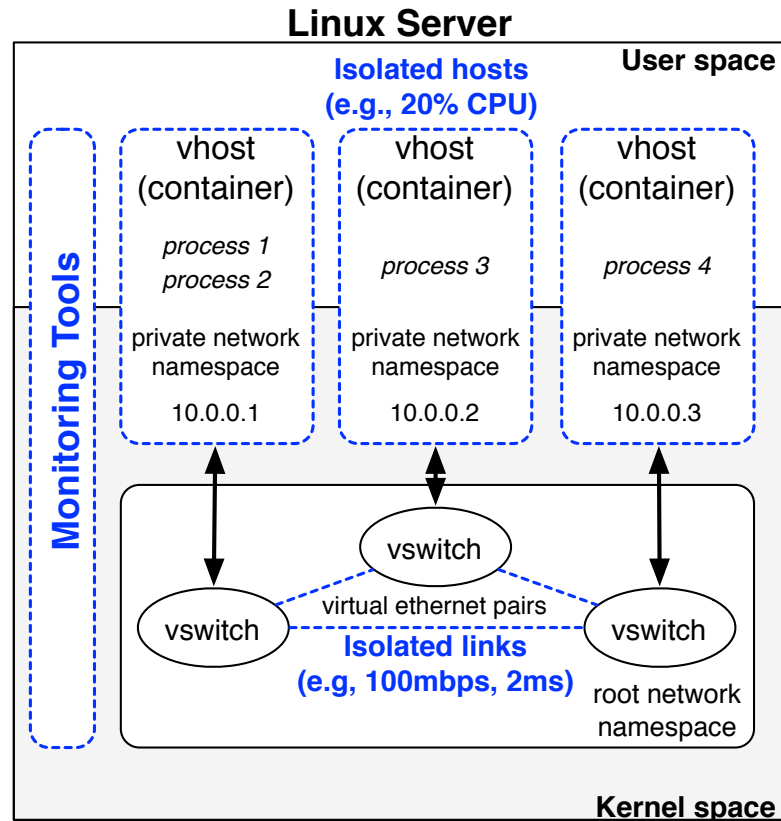 Linux Server
User space
Isolated hosts
(e.g., 20% CPU)
Monitoring Tools
vhost
(container)
process 1
process 2
private network
namespace
10.0.0.1
vhost
(container)
process 3
private network
namespace
10.0.0.2
vhost
(container)
process 4
private network
namespace
10.0.0.3
vswitch
vswitch
vswitch
virtual ethernet pairs
Isolated links
(e.g, 100mbps, 2ms)
root network
namespace
Kernel space